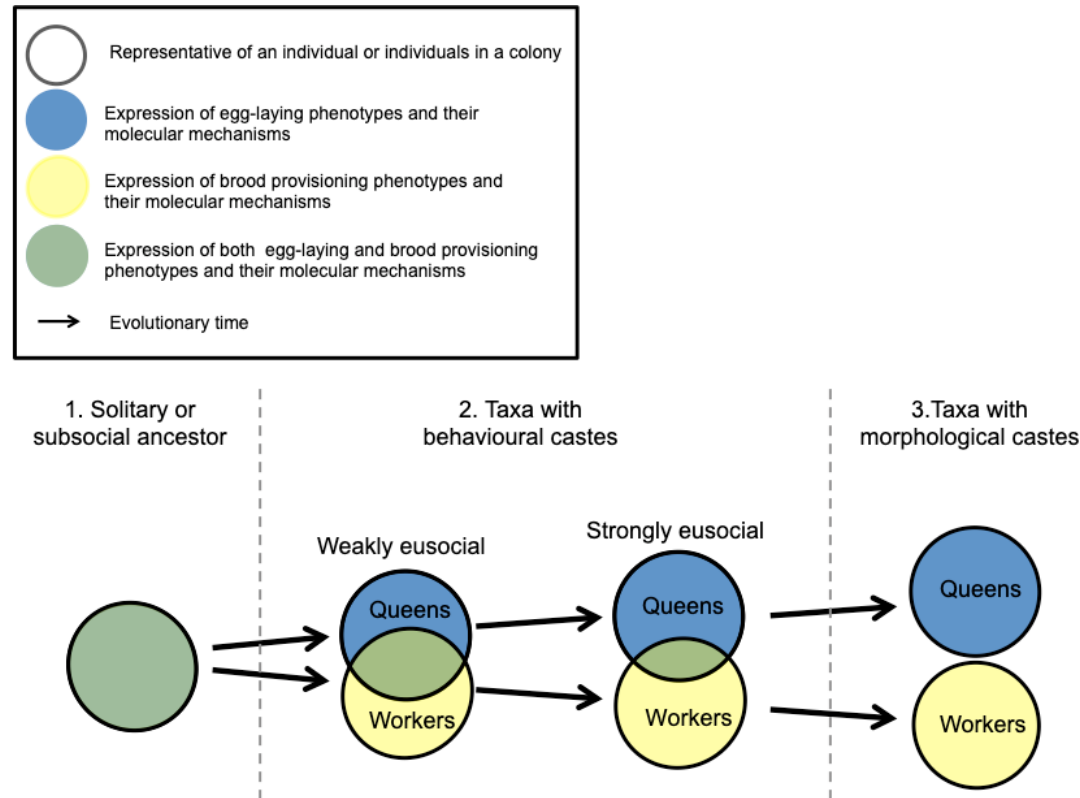 Representative of an individual or individuals in a colony
Expression of egg-laying phenotypes and their
molecular mechanisms
Expression of brood provisioning phenotypes and
their molecular mechanisms
Expression of both egg-laying and brood provisioning
phenotypes and their molecular mechanisms
Evolutionary time
1. Solitary or
subsocial ancestor
2. Taxa with
behavioural castes
3.Taxa with
morphological castes
Weakly eusocial
Strongly eusocial
Queens
Workers
Queens
Workers
Queens
Workers